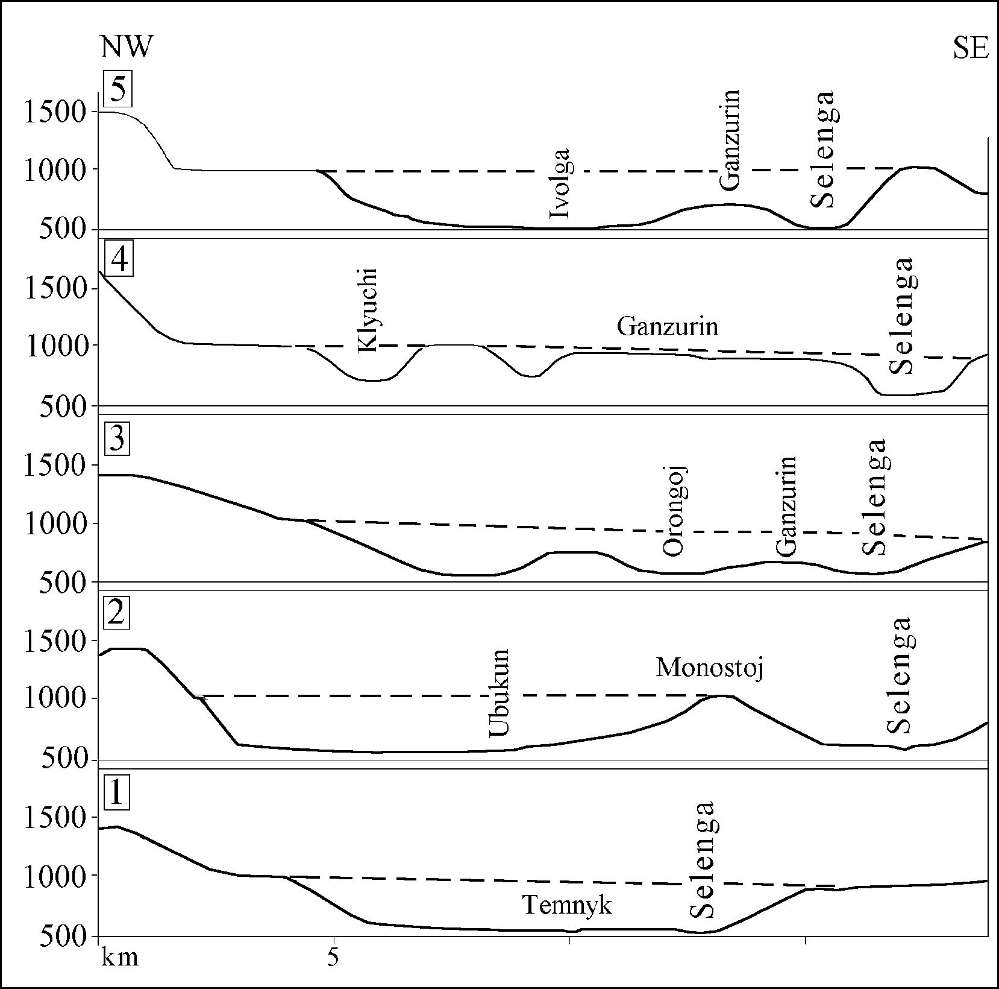 NW
SE
5
1500
1000
500
Ivolga
Ganzurin
Selenga
4
1500
1000
500
Klyuchi
Ganzurin
Selenga
3
1500
1000
500
Orongoj
Ganzurin
Selenga
2
1500
1000
500
Ubukun
Monostoj
Selenga
1
1500
1000
500
Temnyk
Selenga
km
5